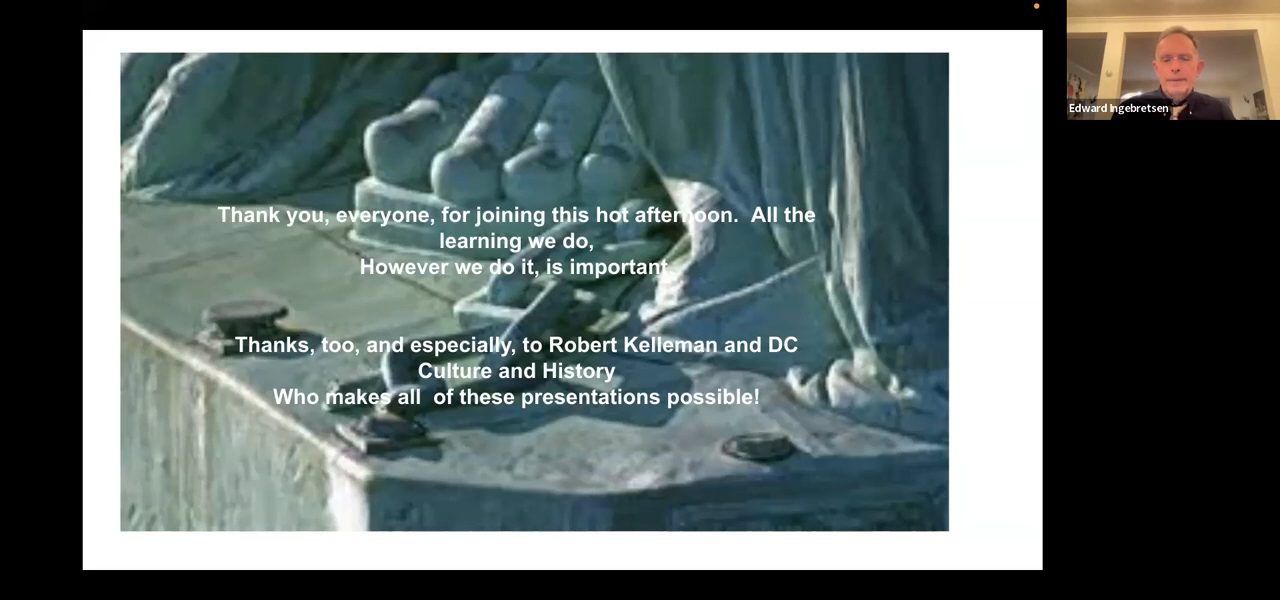 Thank you, everyone, for joining this hot afternoon.  All the
learning we do,
However we do it, is important.
Thanks, too, and especially, to Robert Kelleman and DC
Culture and History
Who makes all  of these presentations possible!
Edward Ingebretsen